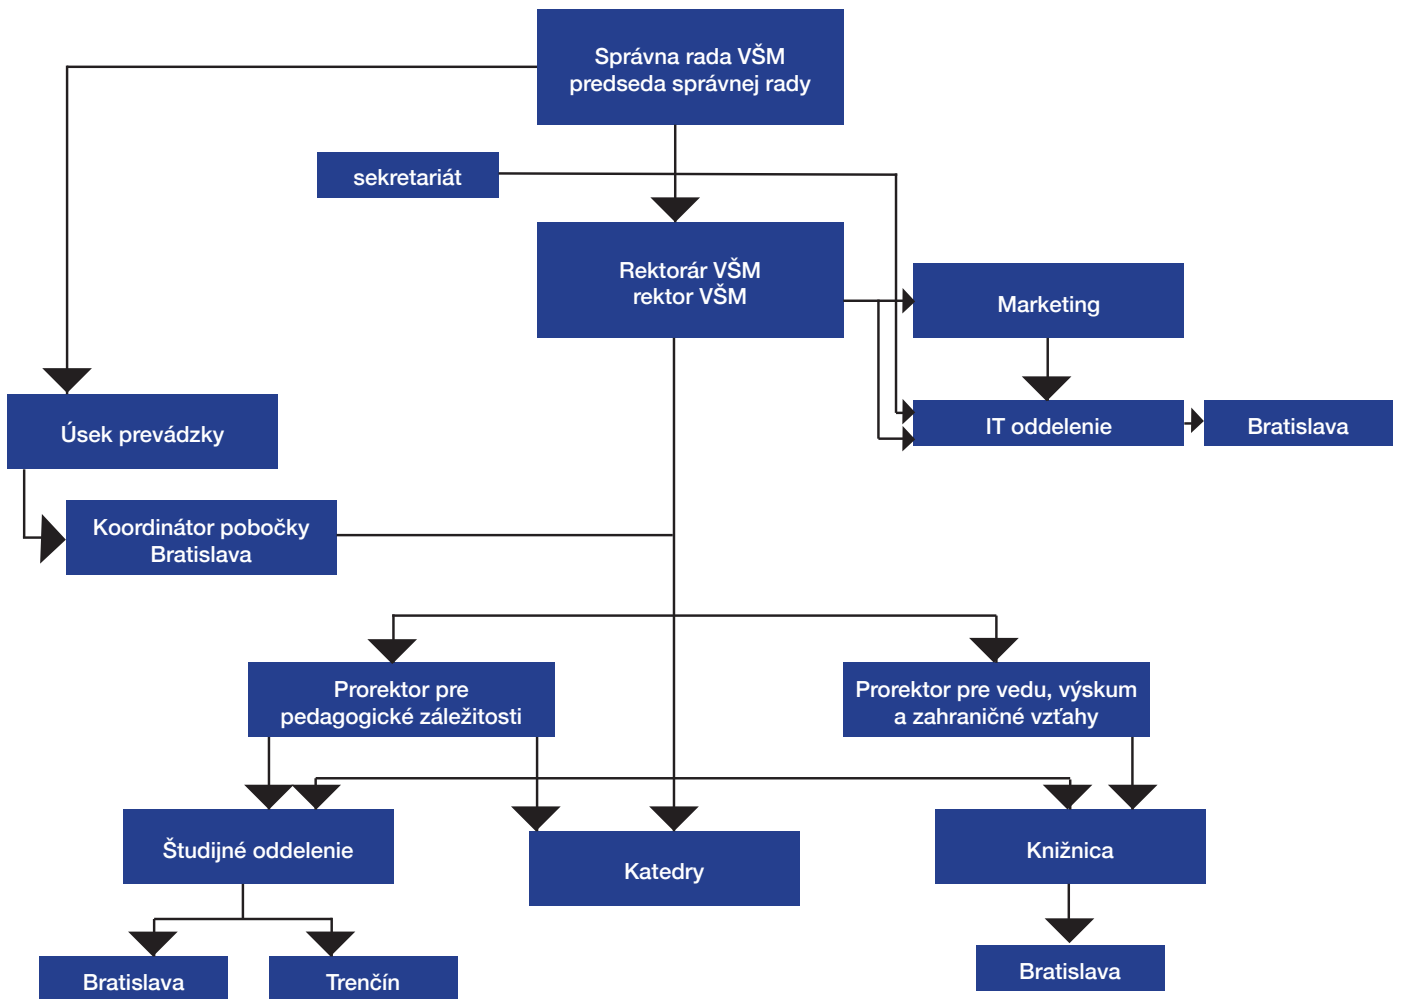 Správna rada VŠM
predseda správnej rady
sekretariát
Rektorár VŠM
rektor VŠM
Marketing
Úsek prevádzky
IT oddelenie
Bratislava
Koordinátor pobočky
Bratislava
Prorektor pre
pedagogické záležitosti
Prorektor pre vedu, výskum
a zahraničné vzťahy
Študijné oddelenie
Katedry
Knižnica
Bratislava
Trenčín
Bratislava